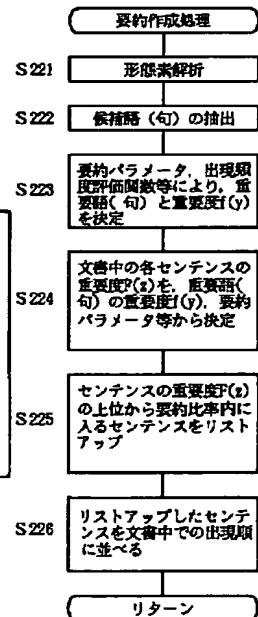 要約作成処理
S221
形態素解析
S222
候補語（句）の抽出
S223
要約パラメータ，出現頻
度評価関数等により，重
要語（句）と重要度f(y)
を決定
S224
文書中の各センテンスの
重要度F(z)を，重要語（
句）の重要度f(y)，要約
パラメータ等から決定
S225
センテンスの重要度F(z)
の上位から要約比率内に
入るセンテンスをリスト
アップ
S226
リストアップしたセンテ
ンスを文書中での出現順
に並べる
リターン